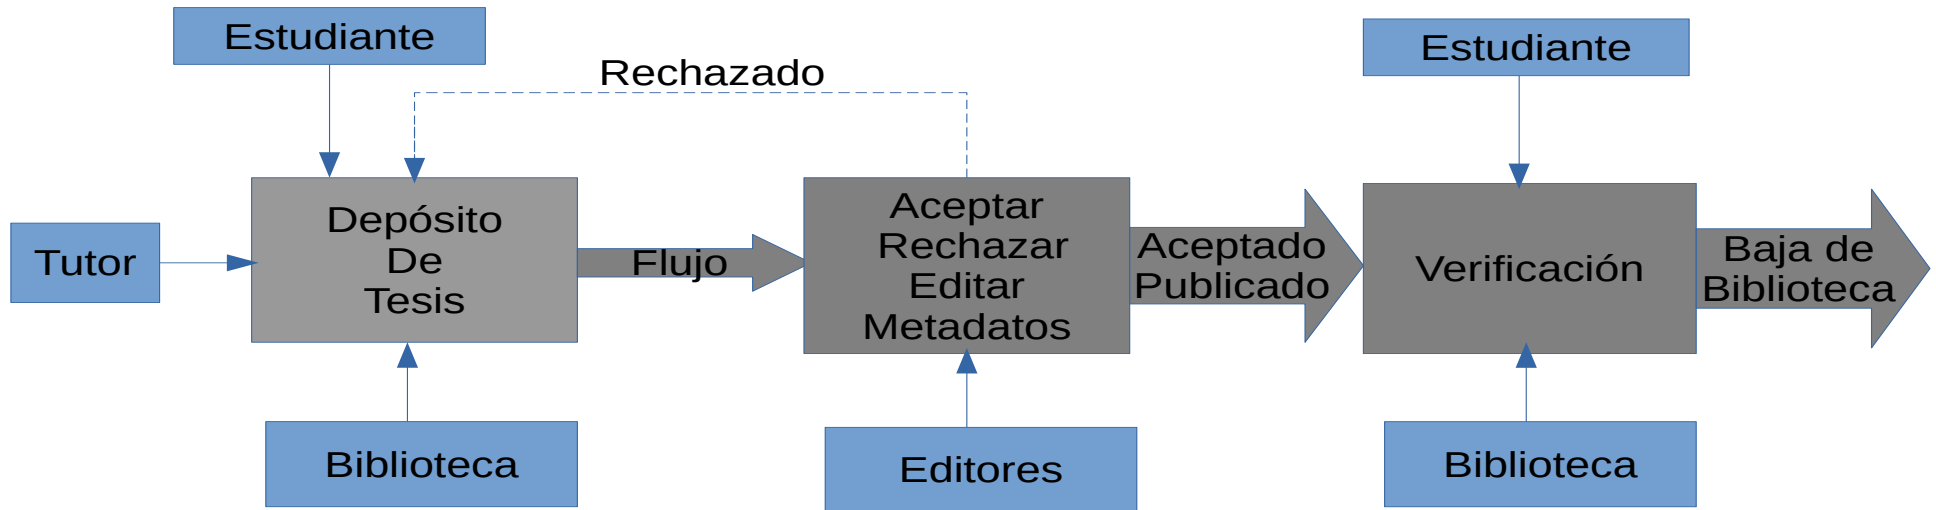 Estudiante
Estudiante
Rechazado
Tutor
Depósito
De
Tesis
Flujo
Aceptar
Rechazar
Editar
Metadatos
Aceptado
Publicado
Verificación
Baja de
Biblioteca
Biblioteca
Editores
Biblioteca